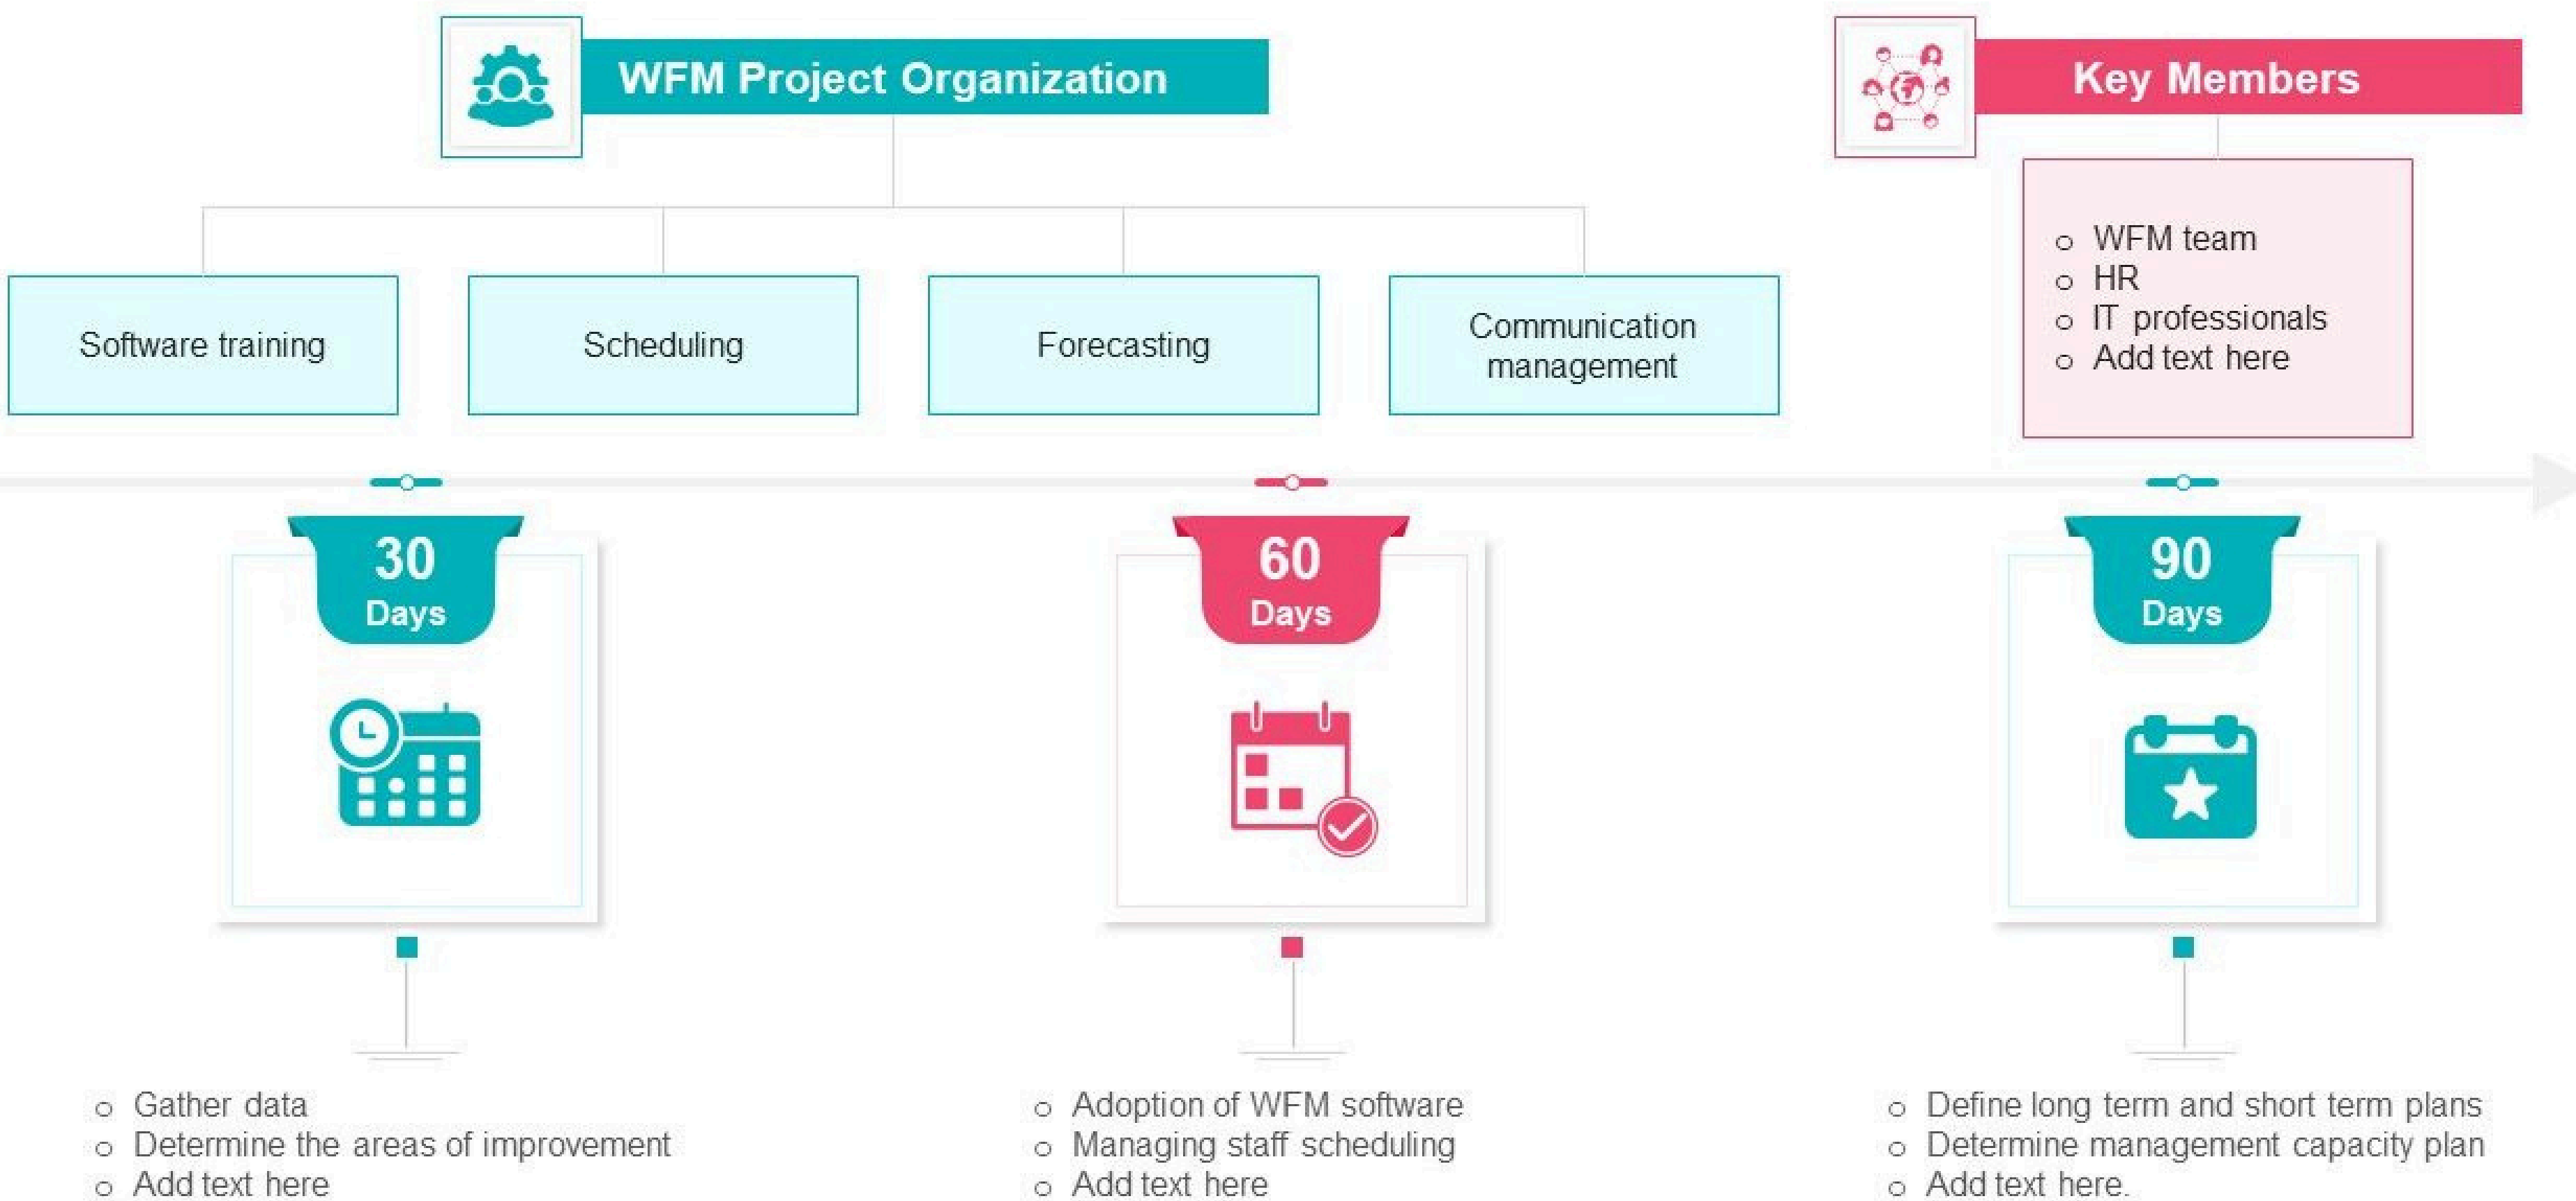 WFM Project Organization
Key Members
Software training
Scheduling
Forecasting
Communication
management
WFM team
HR
IT professionals
Add text here
30
Days
60
Days
90
Days
Gather data
Determine the areas of improvement
Add text here
Adoption of WFM software
Managing staff scheduling
Add text here
Define long term and short term plans
Determine management capacity plan
Add text here.